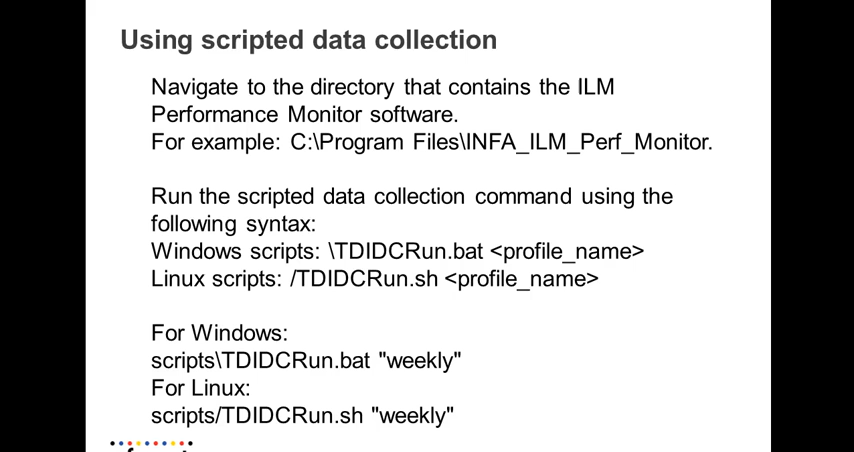 Using scripted data collection
Navigate to the directory that contains the ILM
Performance Monitor software.
For example: C:\Program Files\INFA_ILM_Perf_Monitor.
Run the scripted data collection command using the
following syntax:
Windows scripts: \TDIDCRun.bat <profile_name>
Linux scripts: /TDIDCRun.sh <profile_name>
For Windows:
scripts\TDIDCRun.bat "weekly"
For Linux:
scripts/TDIDCRun.sh "weekly"